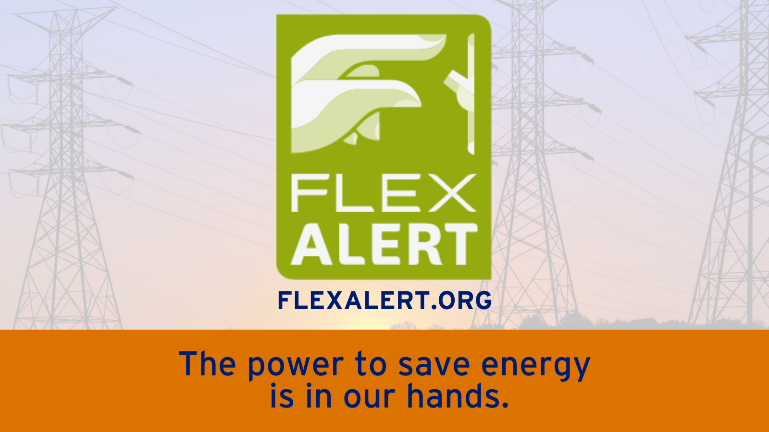 FLEX
ALERT
FLEXALERT.ORG
The power to save energy
is in our hands.